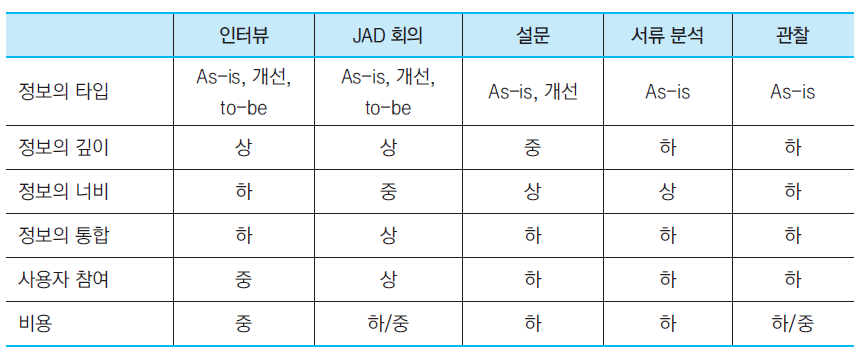 인터뷰 JAD 회의 설문 서류 분석 관찰
정보의 타입 As-is, 개선, to-be As-is, 개선, to-be As-is, 개선 As-is As-is
정보의 깊이 상 상 중 하 하
정보의 너비 하 중 상 상 하
정보의 통합 하 상 하 하 하
사용자 참여 중 상 하 하 하
비용 중 하/중 하 하 하/중